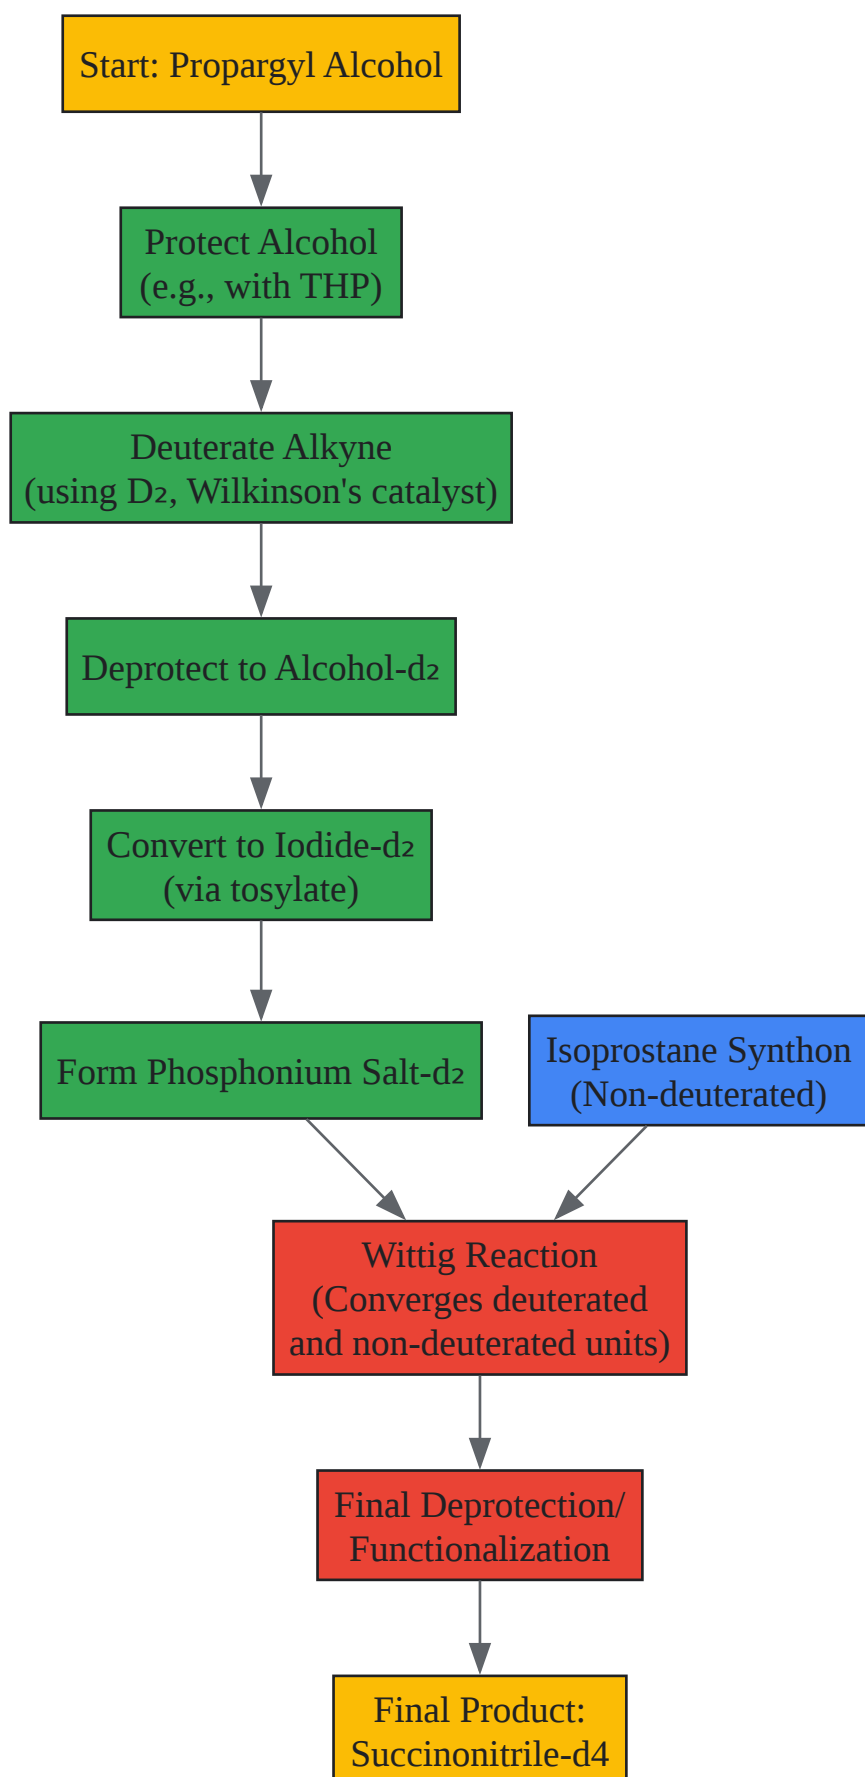 Start: Propargyl Alcohol
Protect Alcohol
(e.g., with THP)
Deuterate Alkyne
(using D₂, Wilkinson's catalyst)
Deprotect to Alcohol-d₂
Convert to Iodide-d₂
(via tosylate)
Form Phosphonium Salt-d₂
Isoprostane Synthon
(Non-deuterated)
Wittig Reaction
(Converges deuterated
and non-deuterated units)
Final Deprotection/
Functionalization
Final Product:
Succinonitrile-d4